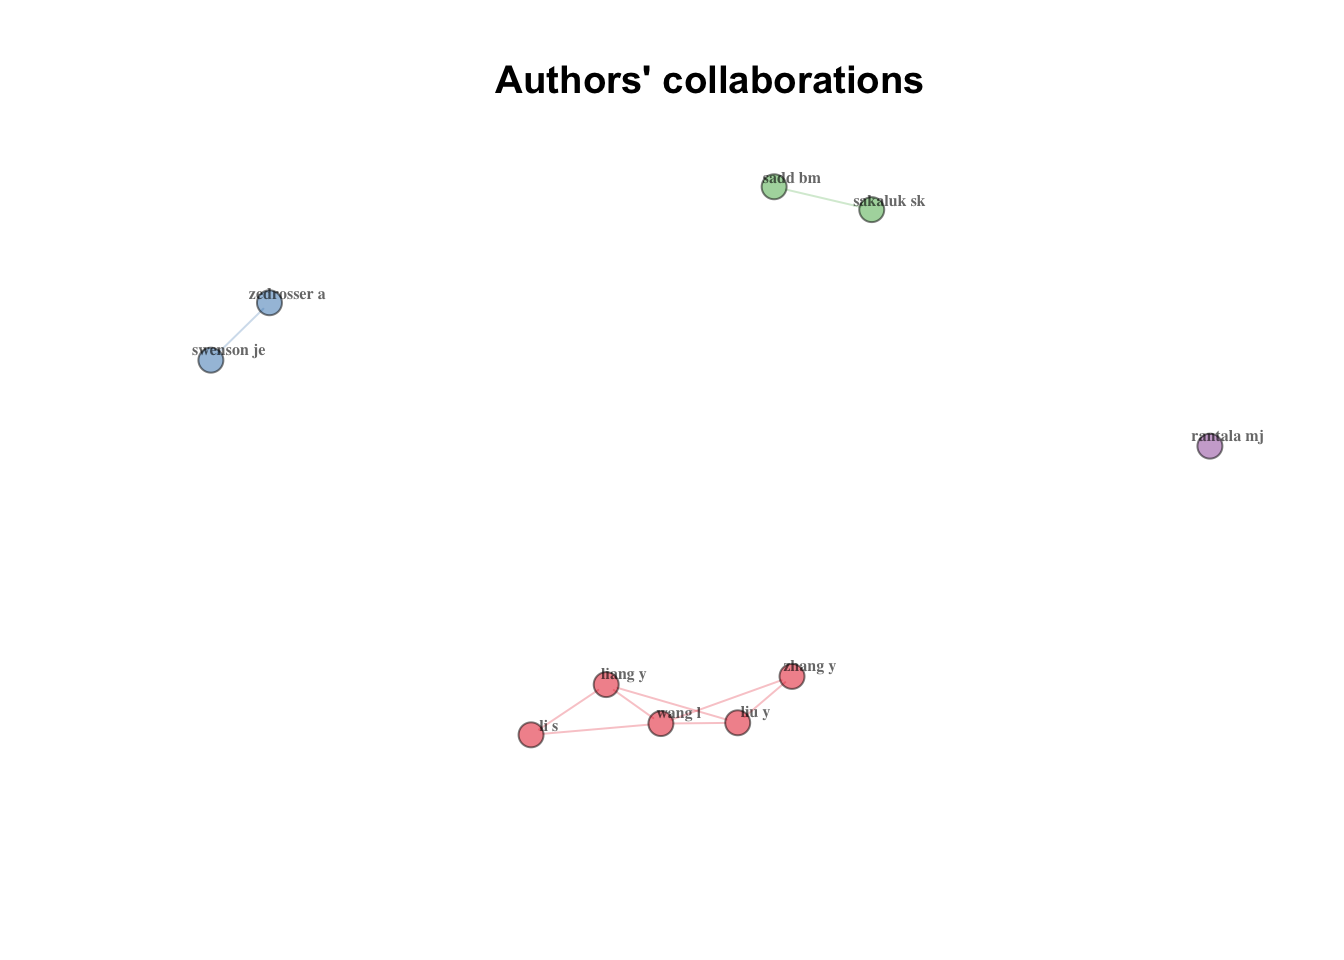 Authors' collaborations
sadd bm
sakaluk sk
zedrosser a
swenson je
rantala mj
zhang y
liang y
liu y
wang l
li s